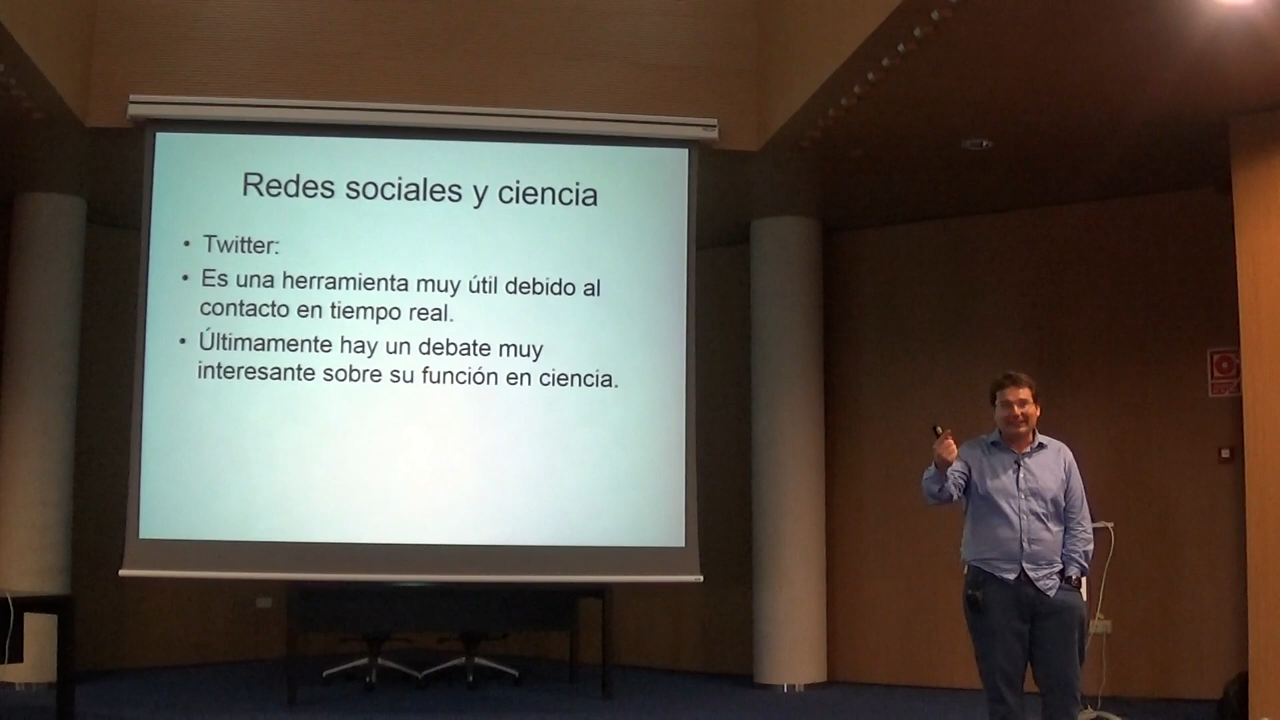 Redes sociales y ciencia
• Twitter:
• Es una herramienta muy útil debido al
contacto en tiempo real.
• Últimamente hay un debate muy
interesante sobre su función en ciencia.